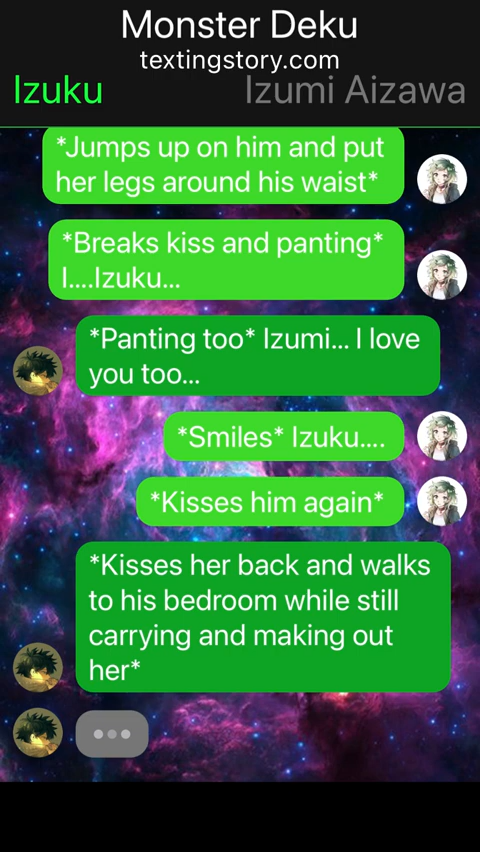 Monster Deku
textingstory.com
Izuku
Izumi Aizawa
*Jumps up on him and put
her legs around his waist*
*Breaks kiss and panting*
I....Izuku...
*Panting too* Izumi... I love
you too...
*Smiles* Izuku....
*Kisses him again*
*Kisses her back and walks
to his bedroom while still
carrying and making out
her*